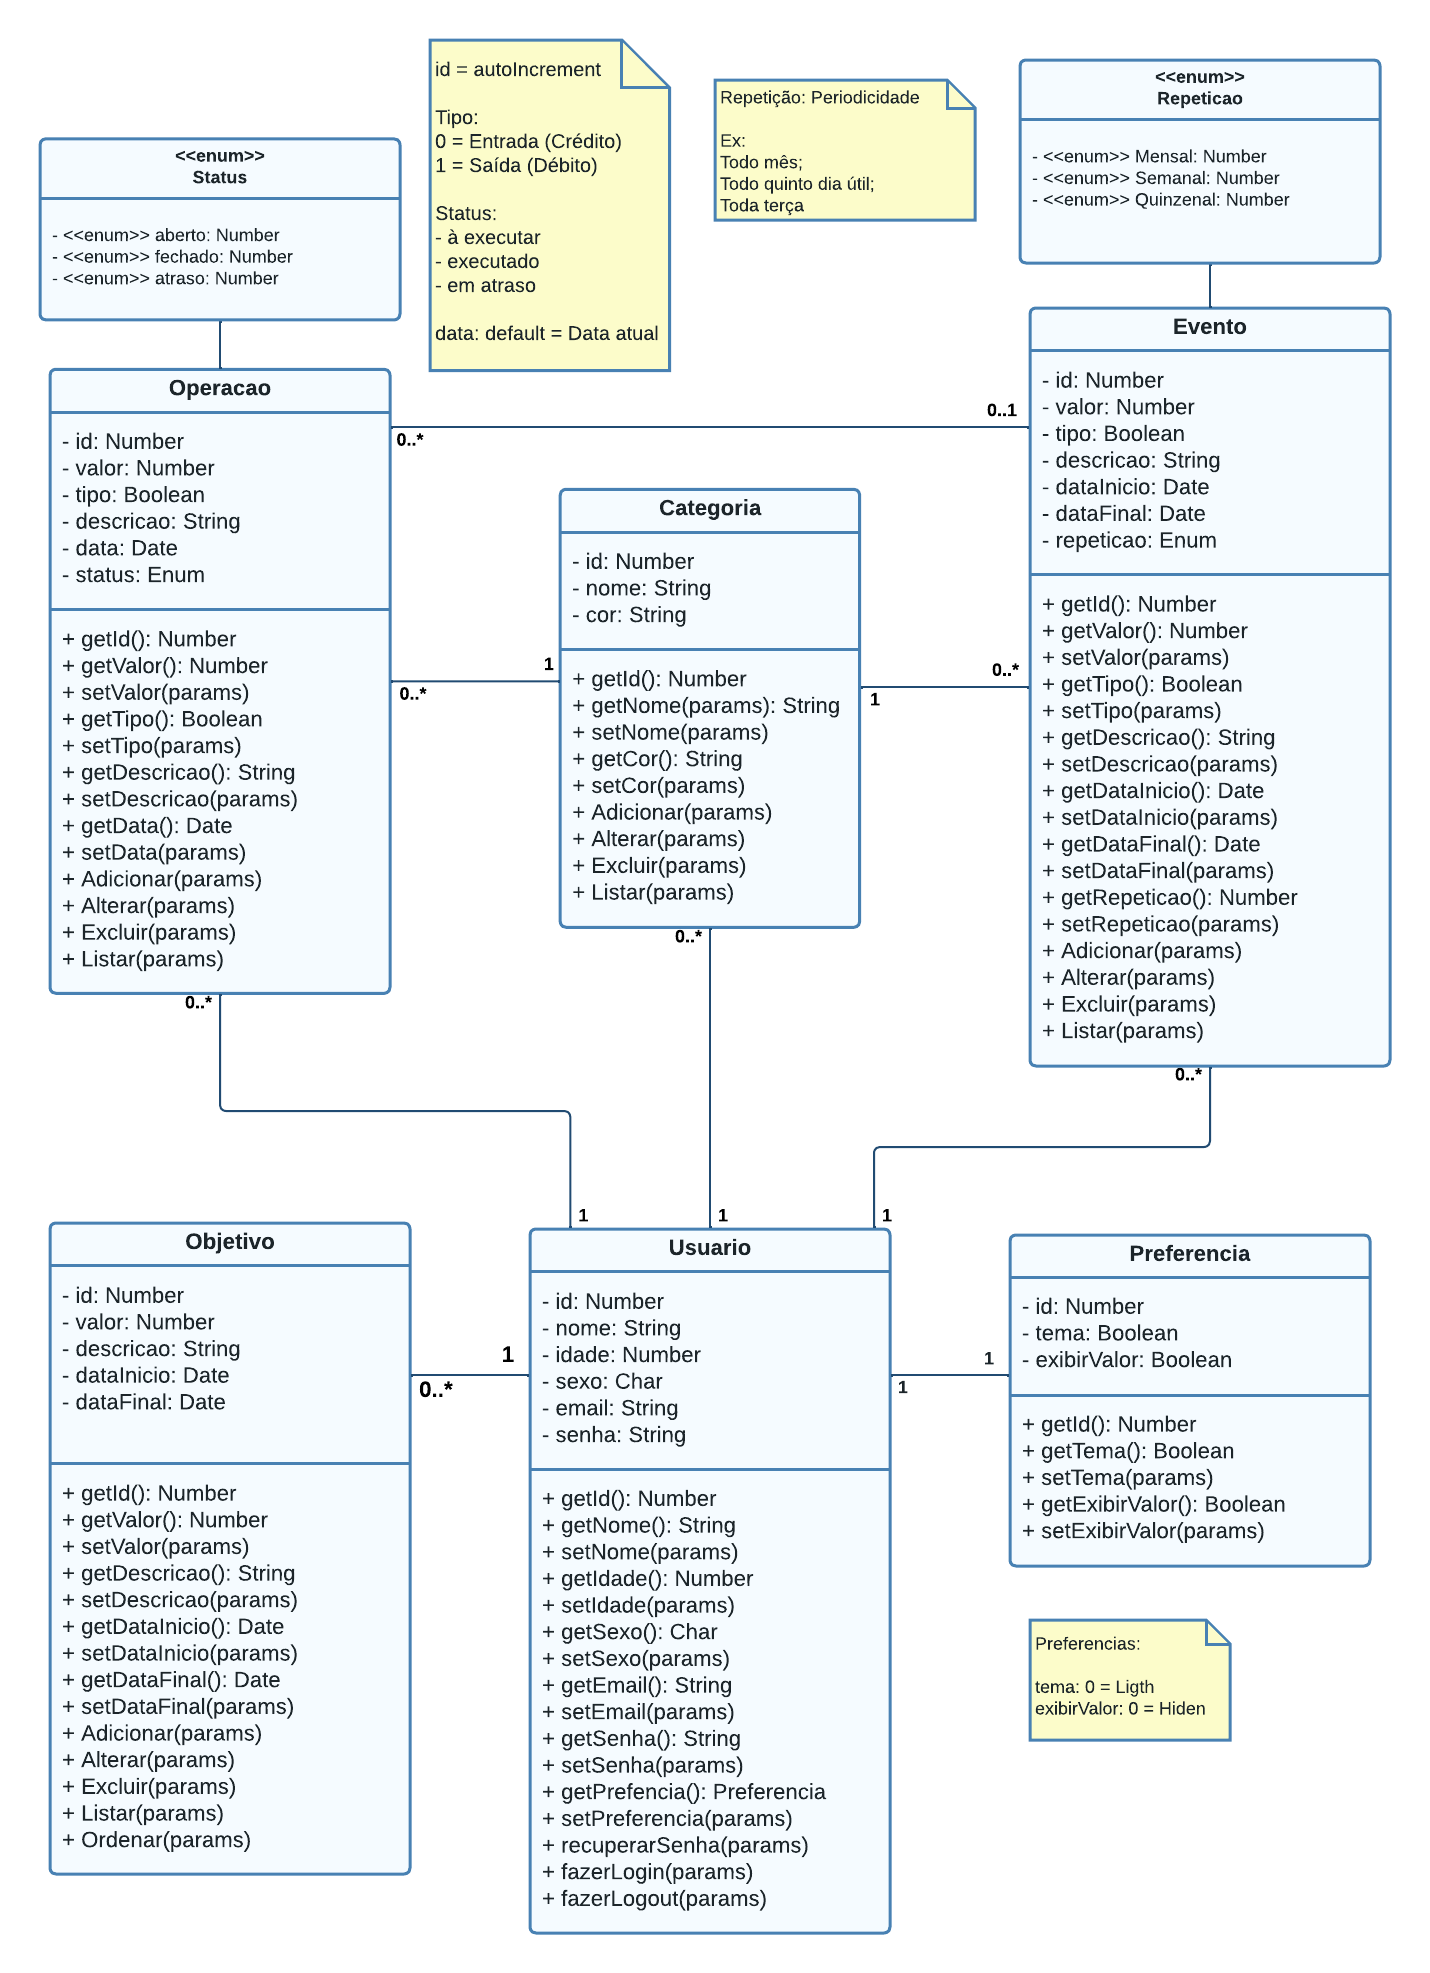 id = autoIncrement
Tipo:
0 = Entrada (Crédito)
1 = Saída (Débito)
Status:
- à executar
- executado
- em atraso
data: default = Data atual
Repetição: Periodicidade
Ex:
Todo mês;
Todo quinto dia útil;
Toda terça
<<enum>>
Repeticao
- <<enum>> Mensal: Number
- <<enum>> Semanal: Number
- <<enum>> Quinzenal: Number
<<enum>>
Status
- <<enum>> aberto: Number
- <<enum>> fechado: Number
- <<enum>> atraso: Number
Operacao
- id: Number
- valor: Number
- tipo: Boolean
- descricao: String
- data: Date
- status: Enum
+ getId(): Number
+ getValor(): Number
+ setValor(params)
+ getTipo(): Boolean
+ setTipo(params)
+ getDescricao(): String
+ setDescricao(params)
+ getData(): Date
+ setData(params)
+ Adicionar(params)
+ Alterar(params)
+ Excluir(params)
+ Listar(params)
0..*
0..1
0..*
1
Categoria
- id: Number
- nome: String
- cor: String
+ getId(): Number
+ getNome(params): String
+ setNome(params)
+ getCor(): String
+ setCor(params)
+ Adicionar(params)
+ Alterar(params)
+ Excluir(params)
+ Listar(params)
1
0..*
Evento
- id: Number
- valor: Number
- tipo: Boolean
- descricao: String
- dataInicio: Date
- dataFinal: Date
- repeticao: Enum
+ getId(): Number
+ getValor(): Number
+ setValor(params)
+ getTipo(): Boolean
+ setTipo(params)
+ getDescricao(): String
+ setDescricao(params)
+ getDataInicio(): Date
+ setDataInicio(params)
+ getDataFinal(): Date
+ setDataFinal(params)
+ getRepeticao(): Number
+ setRepeticao(params)
+ Adicionar(params)
+ Alterar(params)
+ Excluir(params)
+ Listar(params)
0..*
0..*
0..*
1
1
1
Objetivo
- id: Number
- valor: Number
- descricao: String
- dataInicio: Date
- dataFinal: Date
+ getId(): Number
+ getValor(): Number
+ setValor(params)
+ getDescricao(): String
+ setDescricao(params)
+ getDataInicio(): Date
+ setDataInicio(params)
+ getDataFinal(): Date
+ setDataFinal(params)
+ Adicionar(params)
+ Alterar(params)
+ Excluir(params)
+ Listar(params)
+ Ordenar(params)
1
0..*
Usuario
- id: Number
- nome: String
- idade: Number
- sexo: Char
- email: String
- senha: String
+ getId(): Number
+ getNome(): String
+ setNome(params)
+ getIdade(): Number
+ setIdade(params)
+ getSexo(): Char
+ setSexo(params)
+ getEmail(): String
+ setEmail(params)
+ getSenha(): String
+ setSenha(params)
+ getPrefencia(): Preferencia
+ setPreferencia(params)
+ recuperarSenha(params)
+ fazerLogin(params)
+ fazerLogout(params)
1
1
Preferencia
- id: Number
- tema: Boolean
- exibirValor: Boolean
+ getId(): Number
+ getTema(): Boolean
+ setTema(params)
+ getExibirValor(): Boolean
+ setExibirValor(params)
Preferencias:
tema: 0 = Ligth
exibirValor: 0 = Hiden